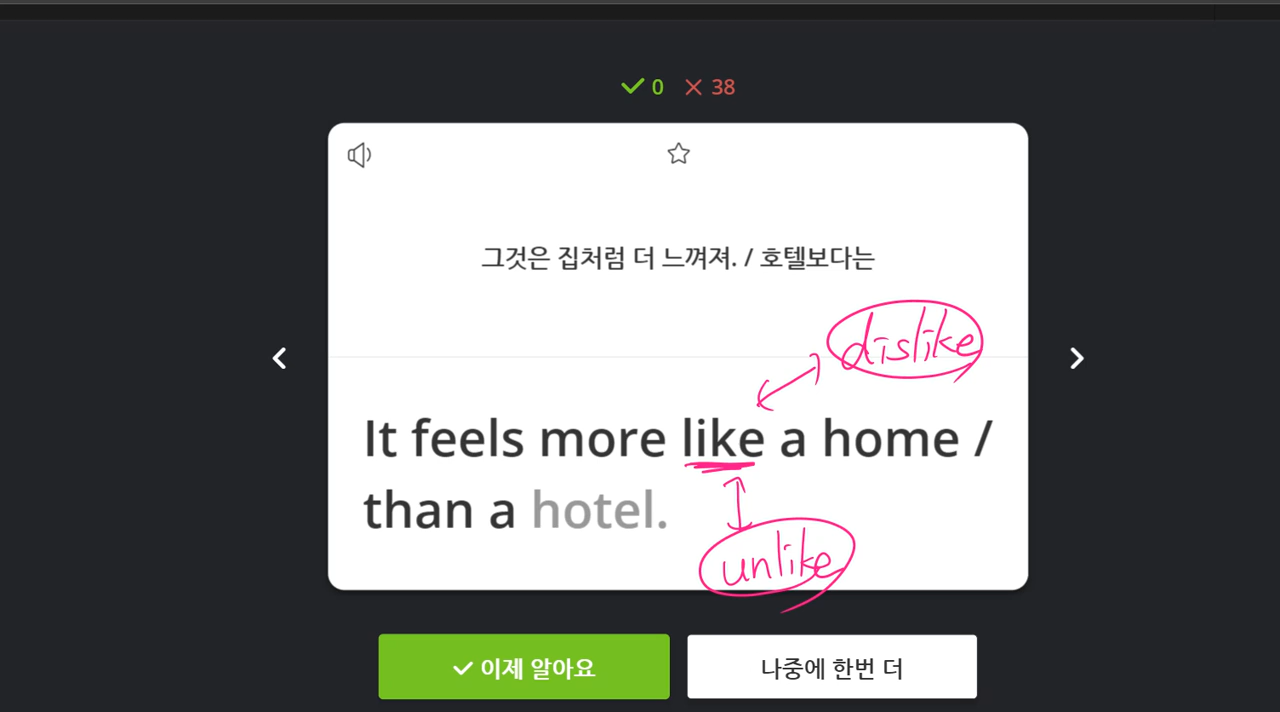 0 38
그것은 집처럼 더 느껴져. / 호텔보다는
dislike
It feels more like a home /
than a hotel.
unlike
이제 알아요 나중에 한번 더